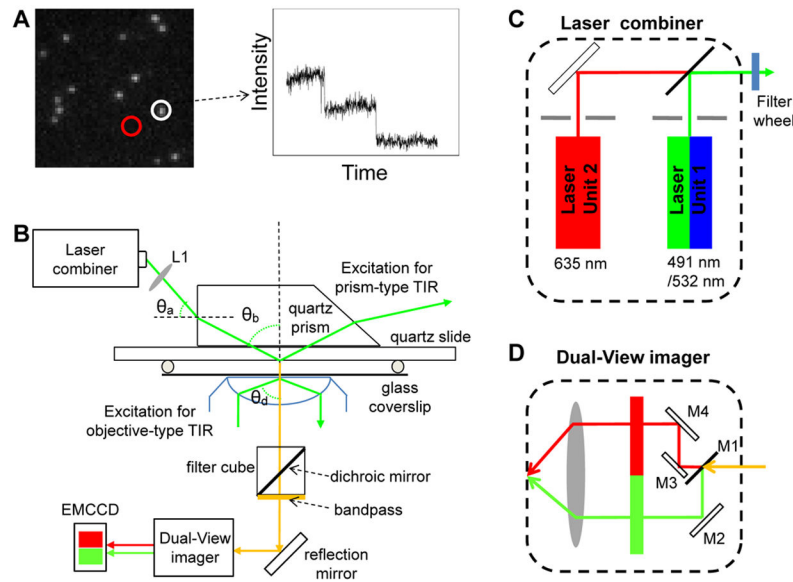 A
Intensity
Time
B
Laser
combiner
L1
θa
θb
quartz
prism
Excitation for
prism-type TIR
quartz slide
glass
coverslip
Excitation for
objective-type TIR
θd
filter cube
dichroic mirror
bandpass
EMCCD
Dual-View
imager
reflection
mirror
C
Laser combiner
Filter
wheel
Laser
Unit 2
Laser
Unit 1
635 nm
491 nm
/532 nm
D
Dual-View imager
M4
M1
M3
M2